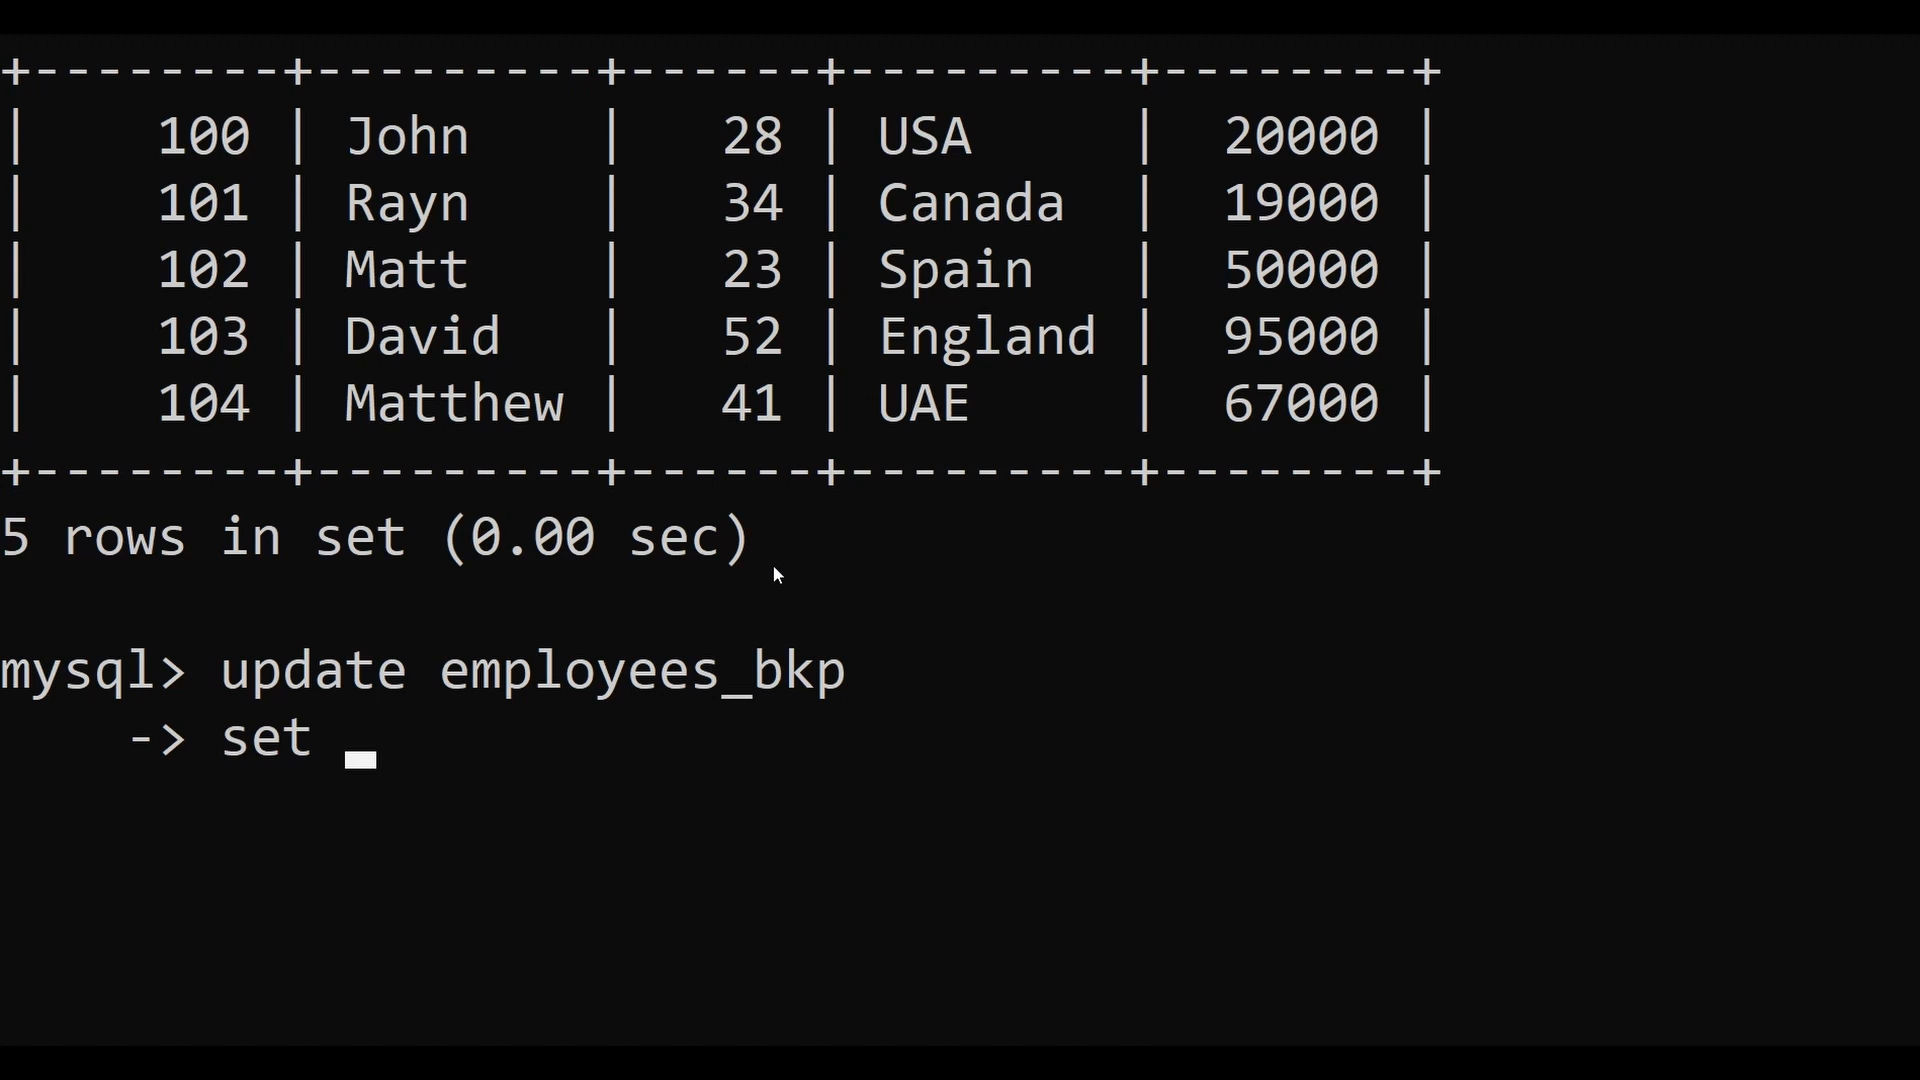 +--------+---------+------+---------+--------+
|    100 | John    |   28 | USA     |  20000 |
|    101 | Rayn    |   34 | Canada  |  19000 |
|    102 | Matt    |   23 | Spain   |  50000 |
|    103 | David   |   52 | England |  95000 |
|    104 | Matthew |   41 | UAE     |  67000 |
+--------+---------+------+---------+--------+
5 rows in set (0.00 sec)
mysql> update employees_bkp
    -> set